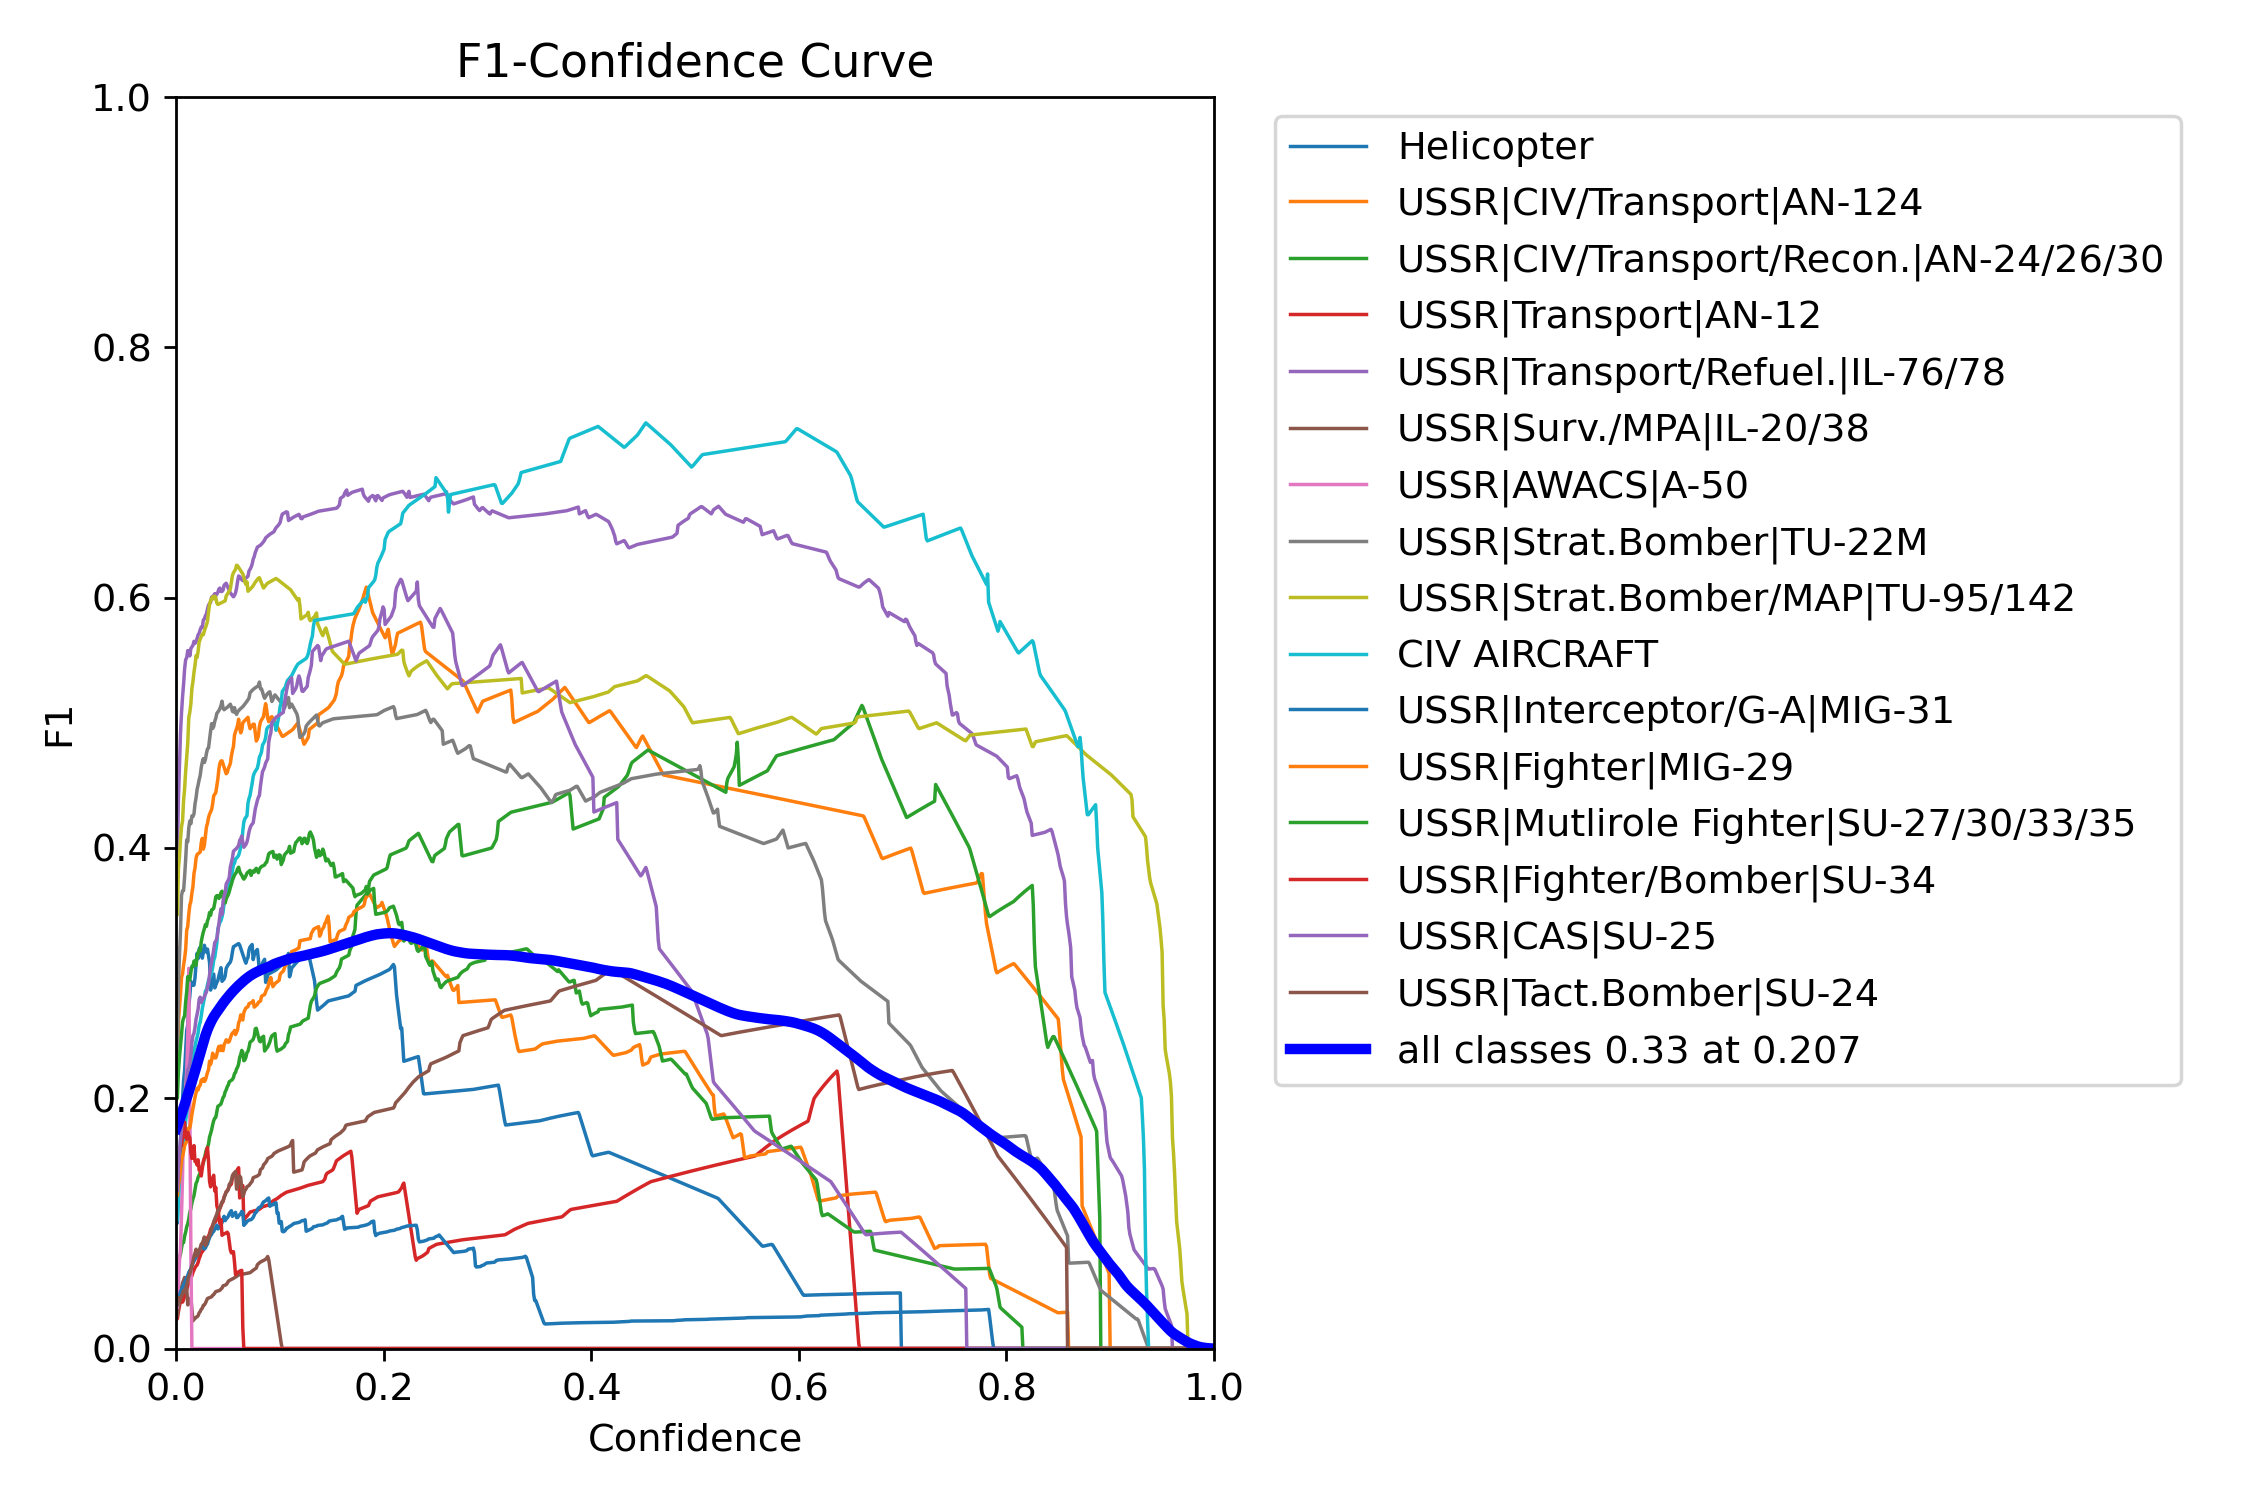 F1-Confidence Curve
1.0
0.8
0.6
0.4
0.2
0.0
F1
0.0 0.2 0.4 0.6 0.8 1.0
Confidence
Helicopter
USSR|CIV/Transport|AN-124
USSR|CIV/Transport/Recon.|AN-24/26/30
USSR|Transport|AN-12
USSR|Transport/Refuel.|IL-76/78
USSR|Surv./MPA|IL-20/38
USSR|AWACS|A-50
USSR|Strat.Bomber|TU-22M
USSR|Strat.Bomber/MAP|TU-95/142
CIV AIRCRAFT
USSR|Interceptor/G-A|MIG-31
USSR|Fighter|MIG-29
USSR|Mutlirole Fighter|SU-27/30/33/35
USSR|Fighter/Bomber|SU-34
USSR|CAS|SU-25
USSR|Tact.Bomber|SU-24
all classes 0.33 at 0.207